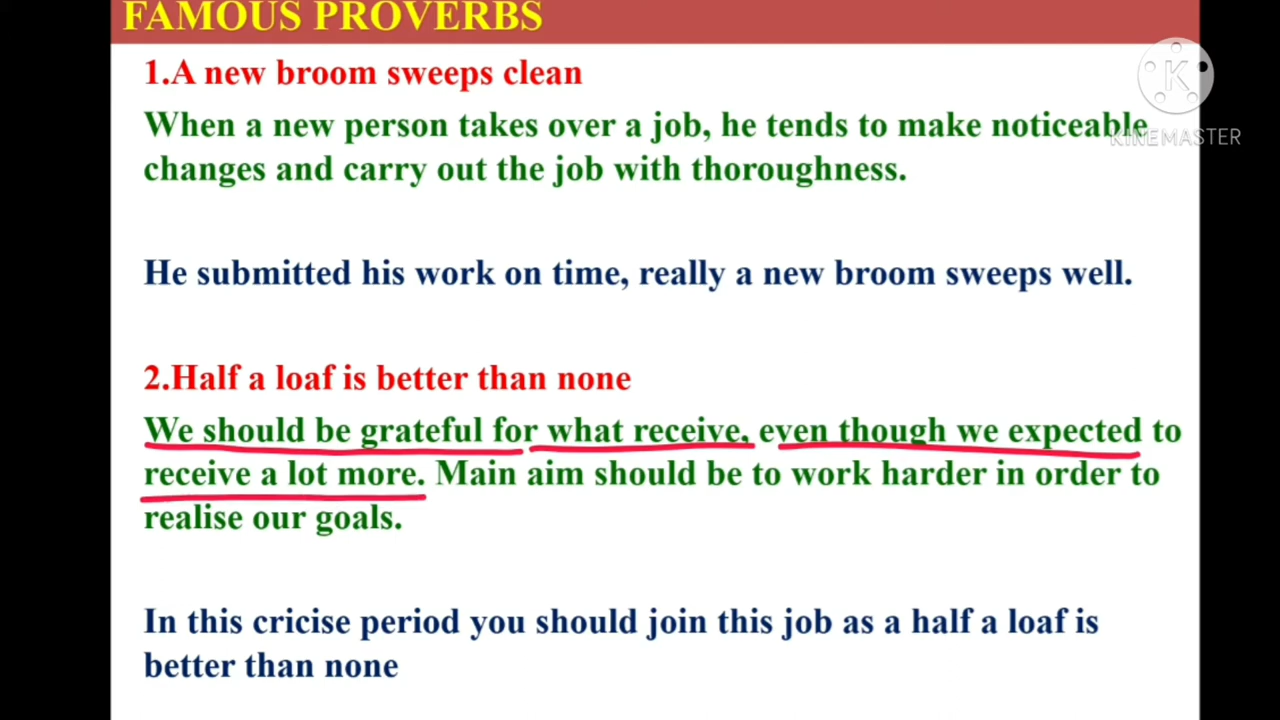 FAMOUS PROVERBS
1.A new broom sweeps clean
When a new person takes over a job, he tends to make noticeable
changes and carry out the job with thoroughness.
He submitted his work on time, really a new broom sweeps well.
2.Half a loaf is better than none
We should be grateful for what receive, even though we expected to
receive a lot more. Main aim should be to work harder in order to
realise our goals.
In this cricise period you should join this job as a half a loaf is
better than none
K
KINEMASTER